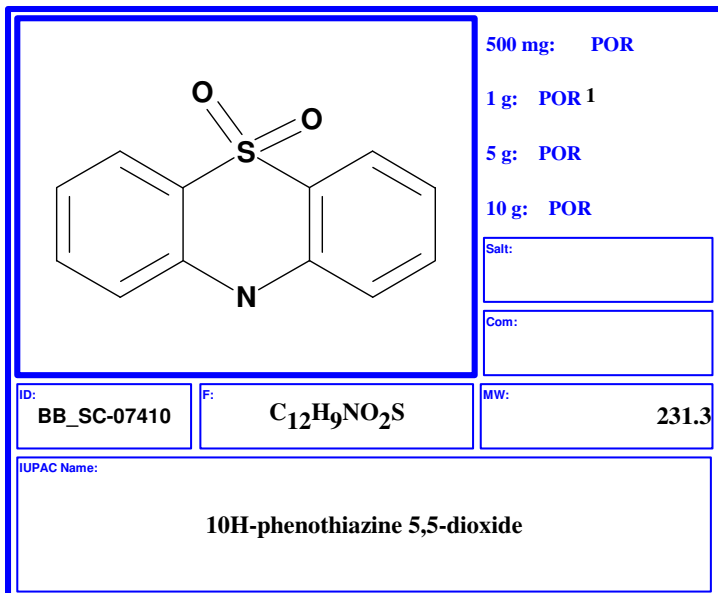 O
O
S
N
500 mg: POR
1 g: POR 1
5 g: POR
10 g: POR
Salt:
Com:
ID:
BB_SC-07410
F:
C12H9NO2S
MW:
231.3
IUPAC Name:
10H-phenothiazine 5,5-dioxide